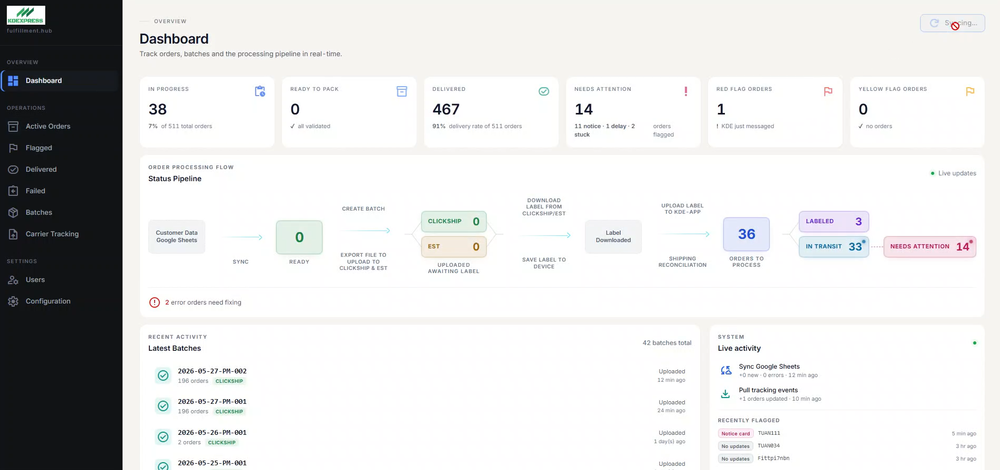 KDEXPRESS
fulfillment.hub
OVERVIEW
Dashboard
OPERATIONS
Active Orders
Flagged
Delivered
Failed
Batches
Carrier Tracking
SETTINGS
Users
Configuration
OVERVIEW
Dashboard
Track orders, batches and the processing pipeline in real-time.
Syncing...
IN PROGRESS
38
7% of 511 total orders
READY TO PACK
0
✓ all validated
DELIVERED
467
91% delivery rate of 511 orders
NEEDS ATTENTION
14
11 notice · 1 delay · 2 stuck
orders flagged
RED FLAG ORDERS
1
! KDE just messaged
YELLOW FLAG ORDERS
0
✓ no orders
ORDER PROCESSING FLOW
Status Pipeline
Live updates
Customer Data
Google Sheets
SYNC
0
READY
CREATE BATCH
EXPORT FILE TO
UPLOAD TO
CLICKSHIP & EST
CLICKSHIP 0
EST 0
UPLOADED
AWAITING LABEL
DOWNLOAD
LABEL FROM
CLICKSHIP/EST
SAVE LABEL TO
DEVICE
Label
Downloaded
UPLOAD LABEL
TO KDE-APP
SHIPPING
RECONCILIATION
36
ORDERS TO
PROCESS
LABELED 3
IN TRANSIT 33
NEEDS ATTENTION 14
2 error orders need fixing
RECENT ACTIVITY
Latest Batches
42 batches total
2026-05-27-PM-002
196 orders CLICKSHIP
Uploaded
12 min ago
2026-05-27-PM-001
196 orders CLICKSHIP
Uploaded
24 min ago
2026-05-26-PM-001
2 orders CLICKSHIP
Uploaded
1 day(s) ago
2026-05-25-PM-001
Uploaded
SYSTEM
Live activity
Sync Google Sheets
+0 new · 0 errors · 12 min ago
Pull tracking events
+1 orders updated · 10 min ago
RECENTLY FLAGGED
Notice card TUAN111 5 min ago
No updates TUAN034 3 hr ago
No updates Fittpi7nbn 3 hr ago